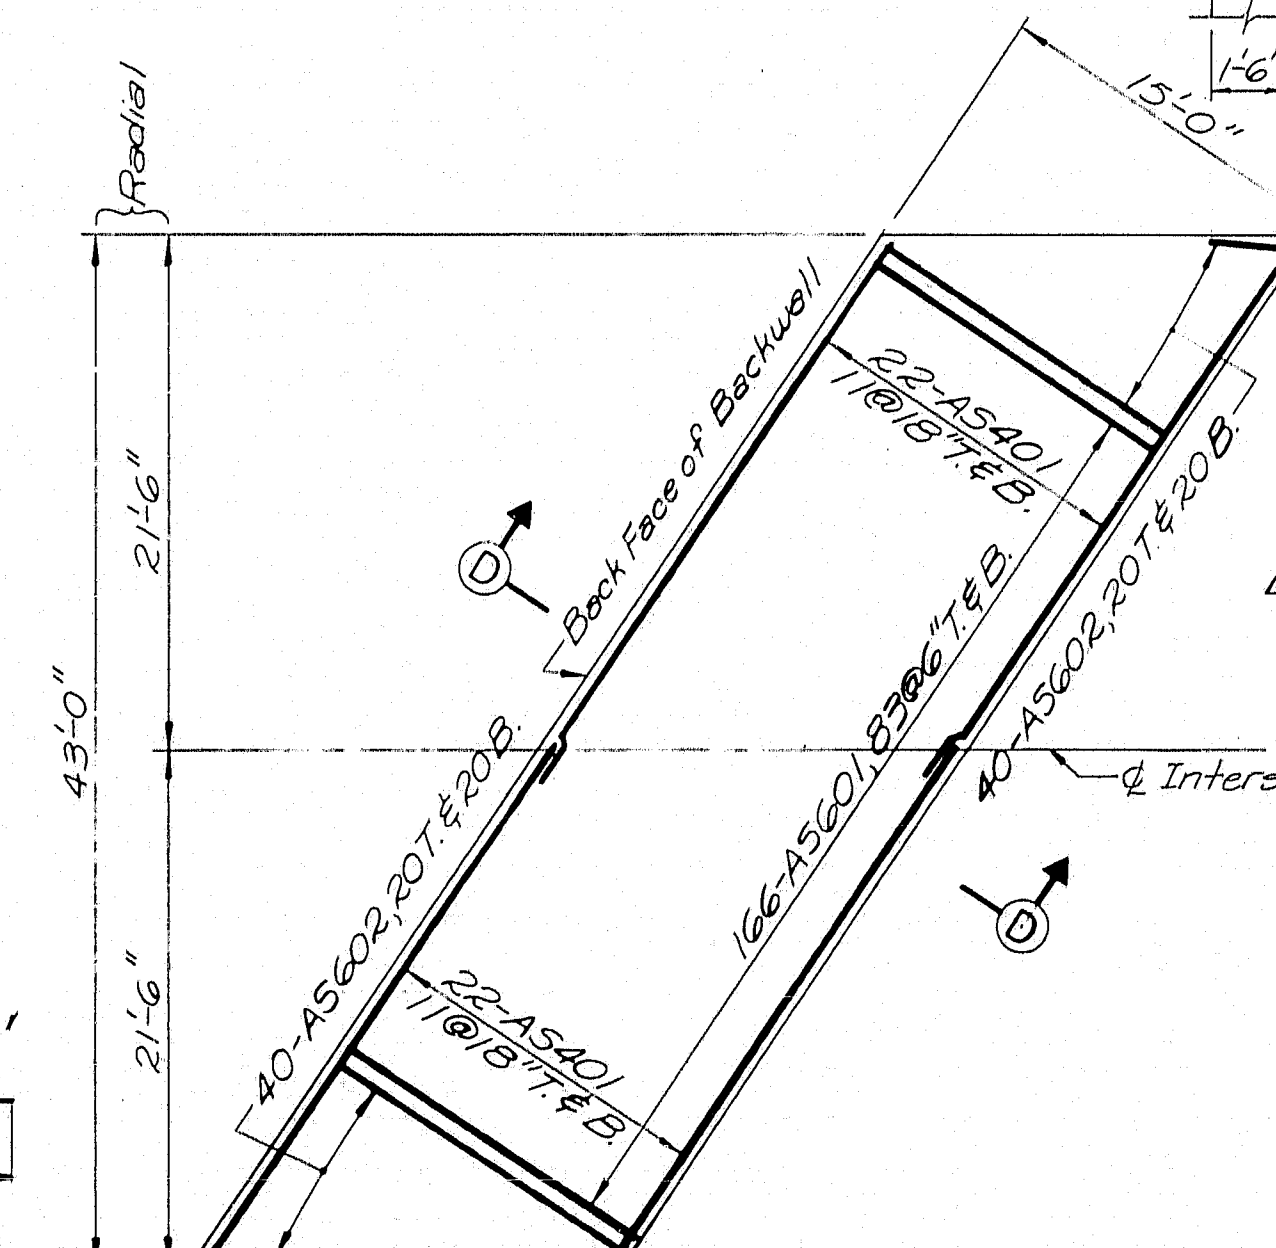 Radial
1'-6"
15'-0"
Back Face of Backwall
22-AS401
11@18"T.&B.
21'-6"
D
43'-0"
166-AS601,83@6"T.&B.
40-AS602,20T.&20B.
40-AS602,20T.&20B.
℄
D
21'-6"
22-AS401
11@18"T.&B.